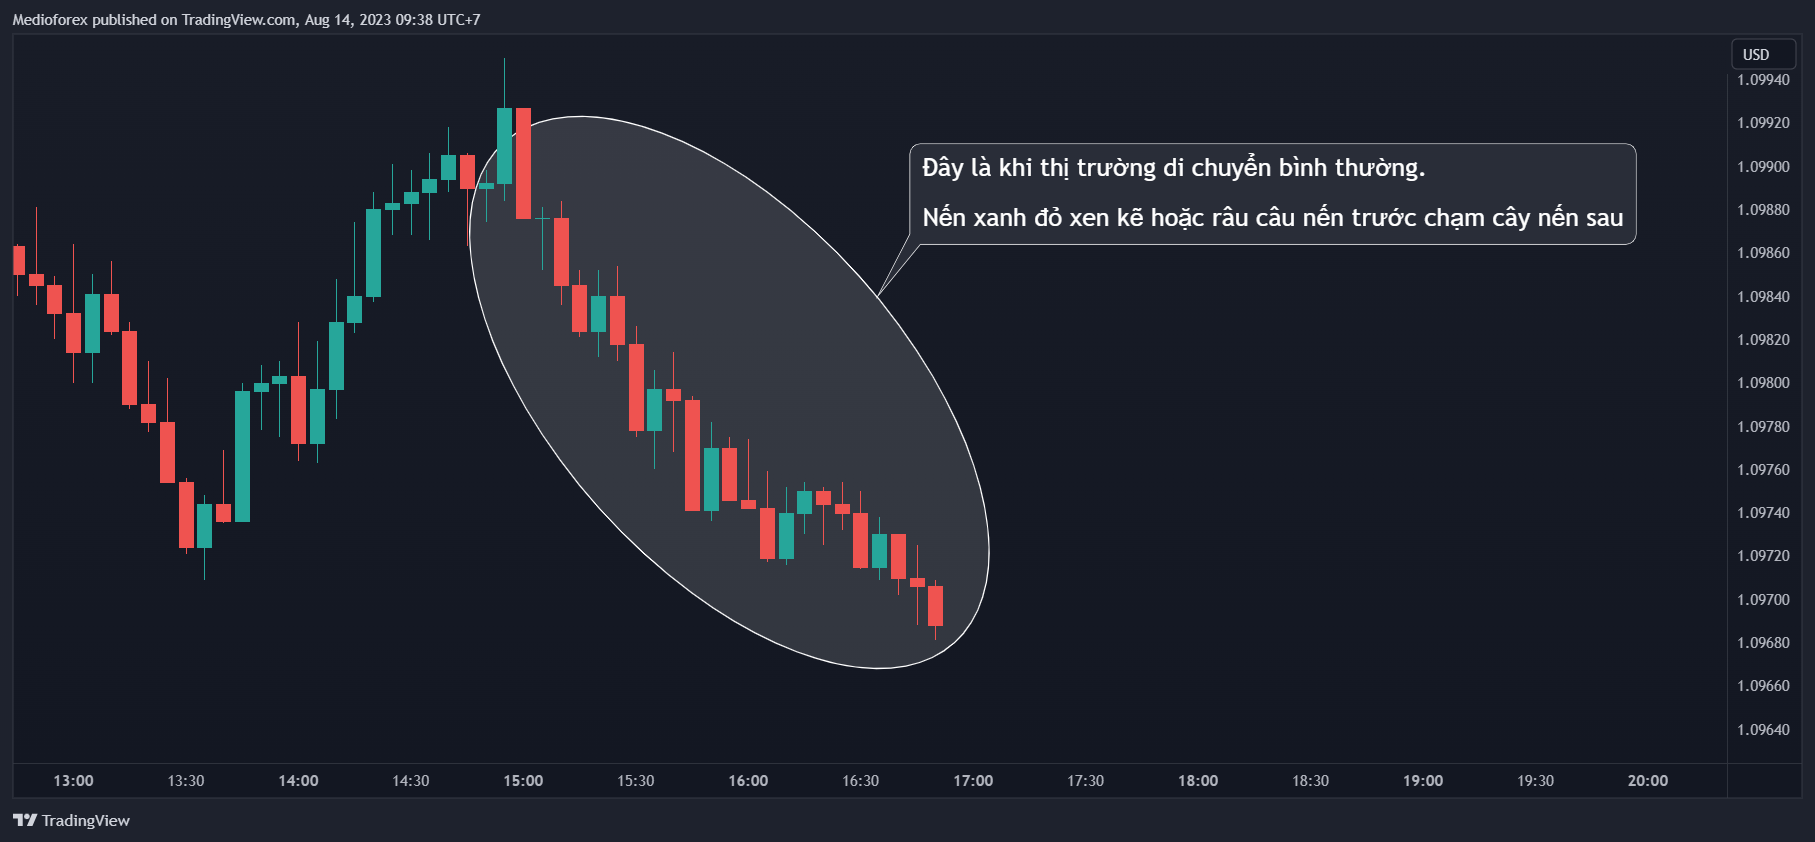 Medioforex published on TradingView.com, Aug 14, 2023 09:38 UTC+7
USD
1.09940
1.09920
Đây là khi thị trường di chuyển bình thường.
1.09900
Nến xanh đỏ xen kẽ hoặc râu câu nến trước chạm cây nến sau
1.09880
1.09860
1.09840
1.09820
1.09800
1.09780
1.09760
1.09740
1.09720
1.09700
1.09680
1.09660
1.09640
13:00 13:30 14:00 14:30 15:00 15:30 16:00 16:30 17:00 17:30 18:00 18:30 19:00 19:30 20:00
TradingView